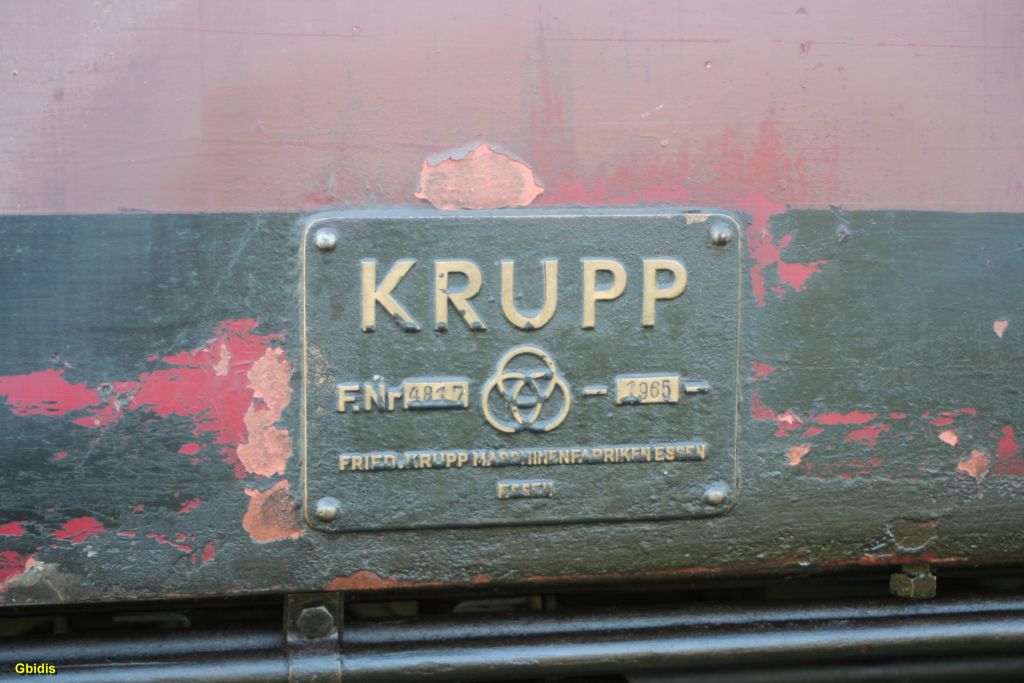 KRUPP
F.Nr 4817 - 1965 -
FRIED. KRUPP MASCHINENFABRIKEN ESSEN
ESSEN
Gbidis